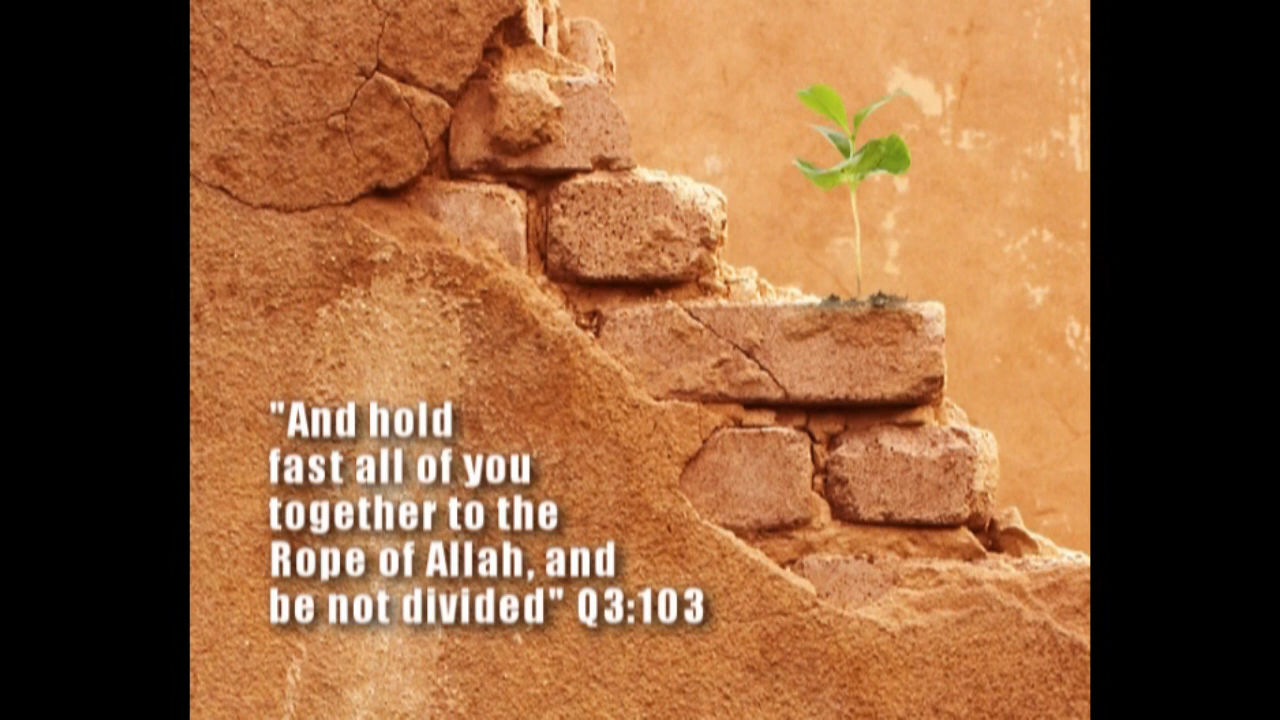 "And hold
fast all of you
together to the
Rope of Allah, and
be not divided" Q3:103